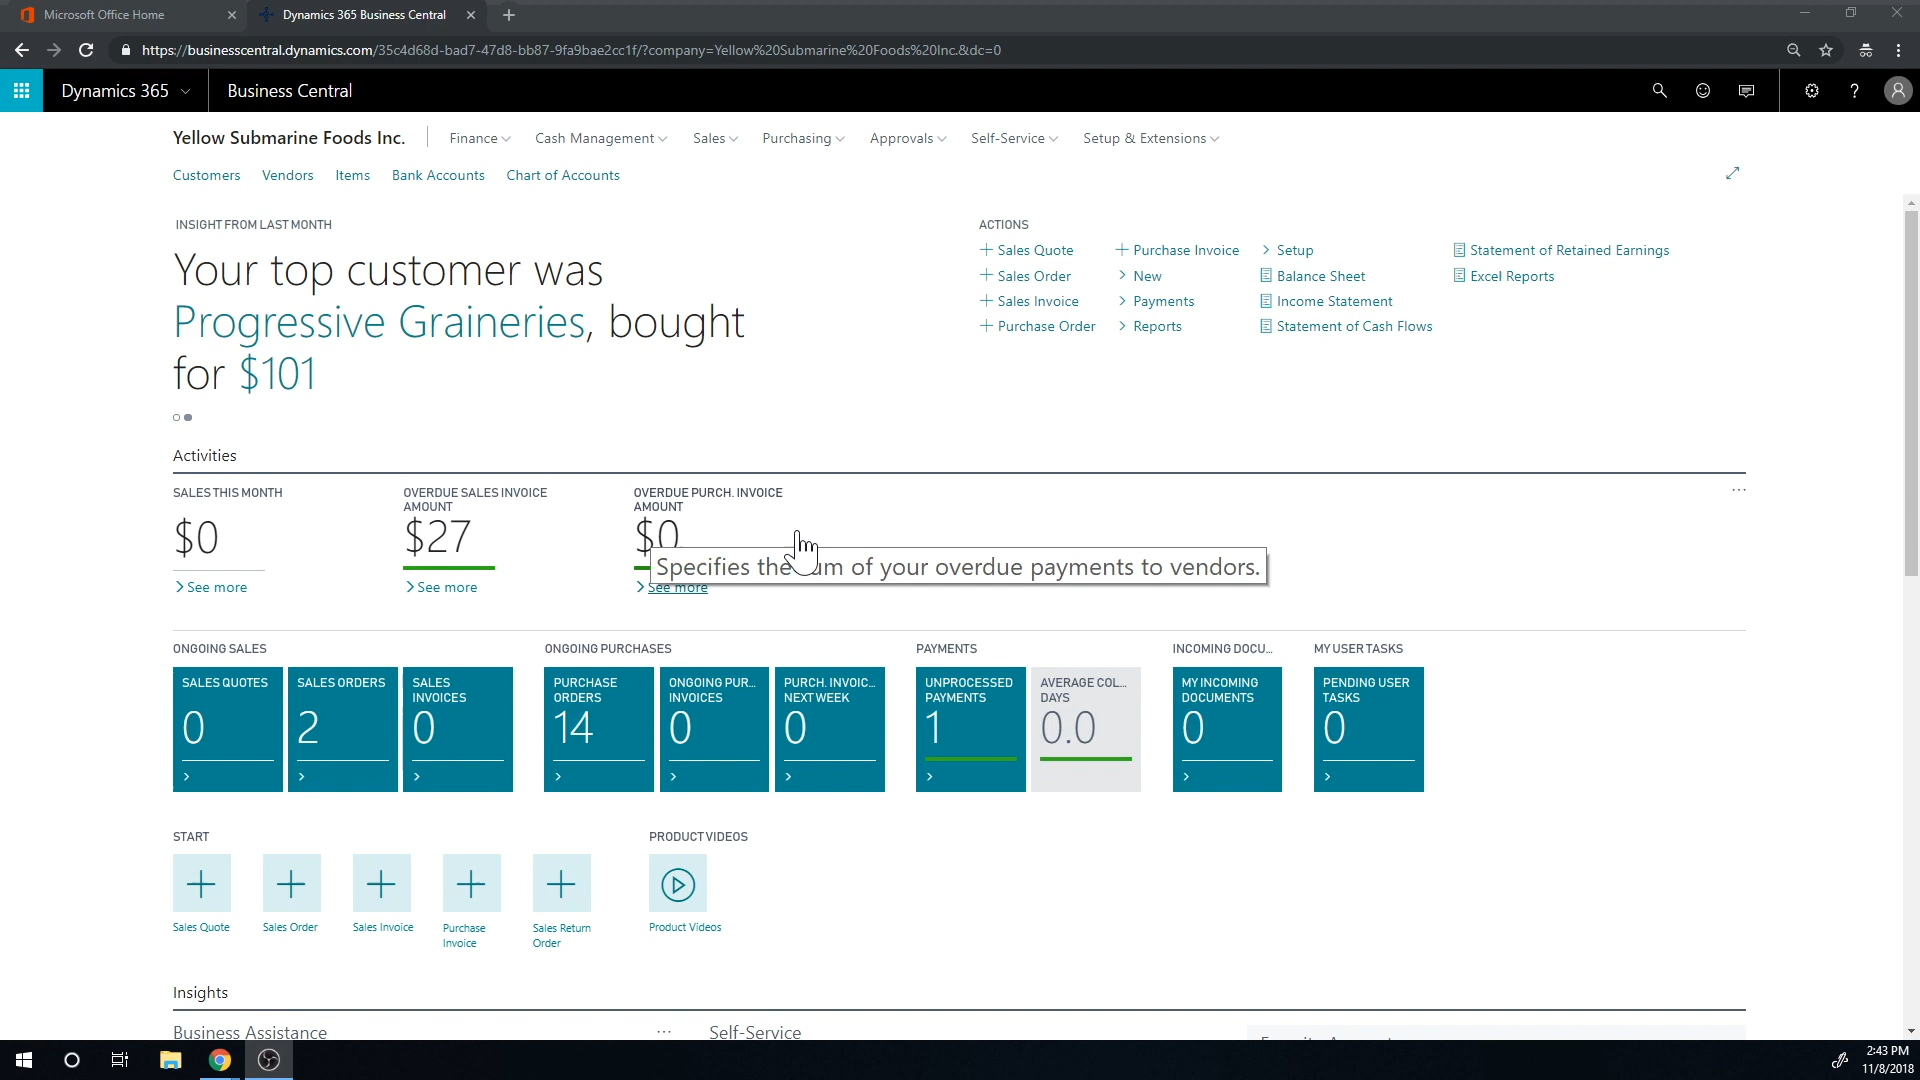 Microsoft Office Home
Dynamics 365 Business Central
https://businesscentral.dynamics.com/35c4d68d-bad7-47d8-bb87-9fa9bae2cc1f/?company=Yellow%20Submarine%20Foods%20Inc.&dc=0
Dynamics 365
Business Central
?
Yellow Submarine Foods Inc.
Finance
Cash Management
Sales
Purchasing
Approvals
Self-Service
Setup & Extensions
Customers
Vendors
Items
Bank Accounts
Chart of Accounts
INSIGHT FROM LAST MONTH
Your top customer was
Progressive Graineries, bought
for $101
ACTIONS
Sales Quote
Purchase Invoice
Setup
Statement of Retained Earnings
Sales Order
New
Balance Sheet
Excel Reports
Sales Invoice
Payments
Income Statement
Purchase Order
Reports
Statement of Cash Flows
Activities
SALES THIS MONTH
$0
See more
OVERDUE SALES INVOICE
AMOUNT
$27
See more
OVERDUE PURCH. INVOICE
AMOUNT
$0
See more
Specifies the um of your overdue payments to vendors.
ONGOING SALES
SALES QUOTES
0
SALES ORDERS
2
SALES
INVOICES
0
ONGOING PURCHASES
PURCHASE
ORDERS
14
ONGOING PUR...
INVOICES
0
PURCH. INVOIC...
NEXT WEEK
0
PAYMENTS
UNPROCESSED
PAYMENTS
1
AVERAGE COL...
DAYS
0.0
INCOMING DOCU...
MY INCOMING
DOCUMENTS
0
MY USER TASKS
PENDING USER
TASKS
0
START
Sales Quote
Sales Order
Sales Invoice
Purchase
Invoice
Sales Return
Order
PRODUCT VIDEOS
Product Videos
Insights
Business Assistance
Self-Service
2:43 PM
11/8/2018